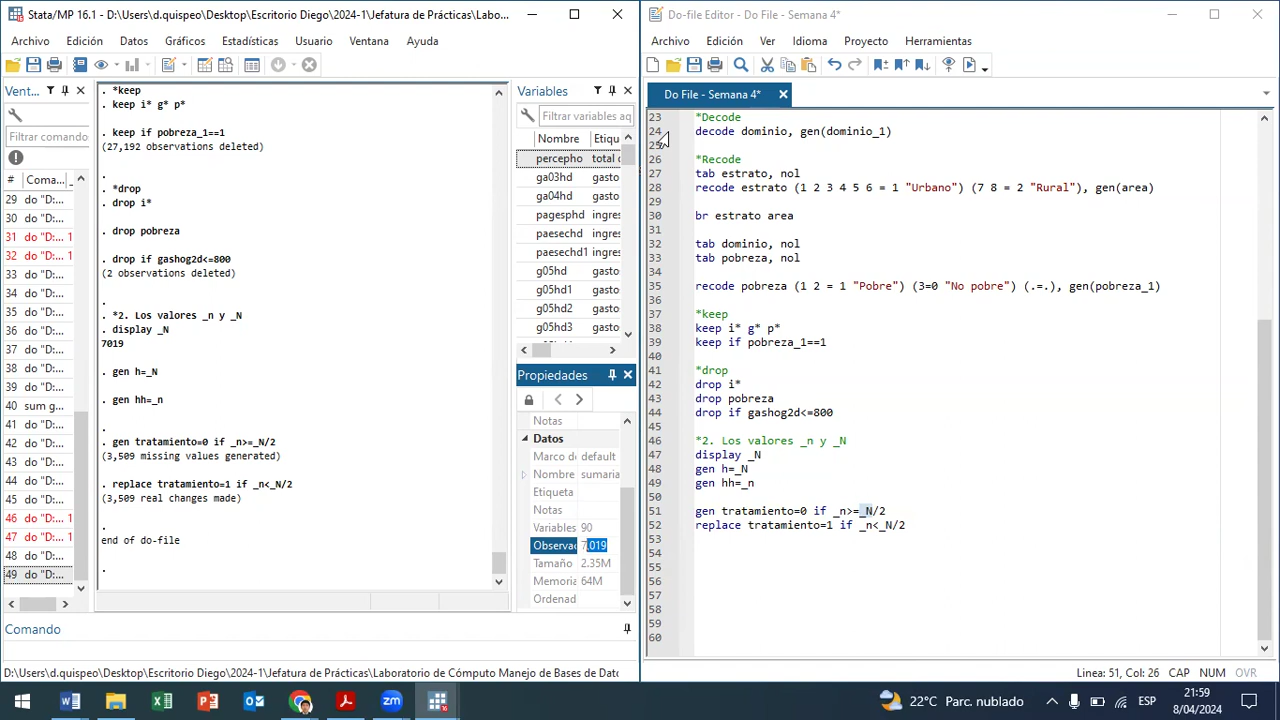 Stata/MP 16.1 - D:\Users\d.quispeo\Desktop\Escritorio Diego\2024-1\Jefatura de Prácticas\Labo...
Archivo Edición Datos Gráficos Estadísticas Usuario Ventana Ayuda
Vent...
Filtrar comandos
# Coma...
29 do "D:...
30 do "D:...
31 do "D:... 1
32 do "D:... 1
33 do "D:...
34 do "D:...
35 do "D:...
36 do "D:...
37 do "D:...
38 do "D:...
39 do "D:...
40 sum g...
41 do "D:...
42 do "D:...
43 do "D:...
44 do "D:...
45 do "D:...
46 do "D:... 1
47 do "D:... 1
48 do "D:...
49 do "D:...
. *keep
. keep i* g* p*
. keep if pobreza_1==1
(27,192 observations deleted)
. *drop
. drop i*
. drop pobreza
. drop if gashog2d<=800
(2 observations deleted)
.
. *2. Los valores _n y _N
. display _N
7019
. gen h=_N
. gen hh=_n
.
. gen tratamiento=0 if _n>=_N/2
(3,509 missing values generated)
. replace tratamiento=1 if _n<_N/2
(3,509 real changes made)
.
end of do-file
.
Variables
Filtrar variables aq
Nombre Etiqu
percepho total d
ga03hd gasto
ga04hd gasto
pagesphd ingres
paesechd ingres
paesechd1 ingres
g05hd gasto
g05hd1 gasto
g05hd2 gasto
g05hd3 gasto
Propiedades
Notas
Datos
Marco de default
Nombre sumaria
Etiqueta
Variables 90
Observac 7,019
Tamaño 2.35M
Memoria 64M
Ordenad
Comando
D:\Users\d.quispeo\Desktop\Escritorio Diego\2024-1\Jefatura de Prácticas\Laboratorio de Cómputo Manejo de Bases de Dato
Do-file Editor - Do File - Semana 4*
Archivo Edición Ver Idioma Proyecto Herramientas
Do File - Semana 4*
23 *Decode
24 decode dominio, gen(dominio_1)
25
26 *Recode
27 tab estrato, nol
28 recode estrato (1 2 3 4 5 6 = 1 "Urbano") (7 8 = 2 "Rural"), gen(area)
29
30 br estrato area
31
32 tab dominio, nol
33 tab pobreza, nol
34
35 recode pobreza (1 2 = 1 "Pobre") (3=0 "No pobre") (.=.), gen(pobreza_1)
36
37 *keep
38 keep i* g* p*
39 keep if pobreza_1==1
40
41 *drop
42 drop i*
43 drop pobreza
44 drop if gashog2d<=800
45
46 *2. Los valores _n y _N
47 display _N
48 gen h=_N
49 gen hh=_n
50
51 gen tratamiento=0 if _n>=_N/2
52 replace tratamiento=1 if _n<_N/2
53
54
55
56
57
58
59
60
Linea: 51, Col: 26 CAP NUM OVR
22°C Parc. nublado
ESP
21:59
8/04/2024